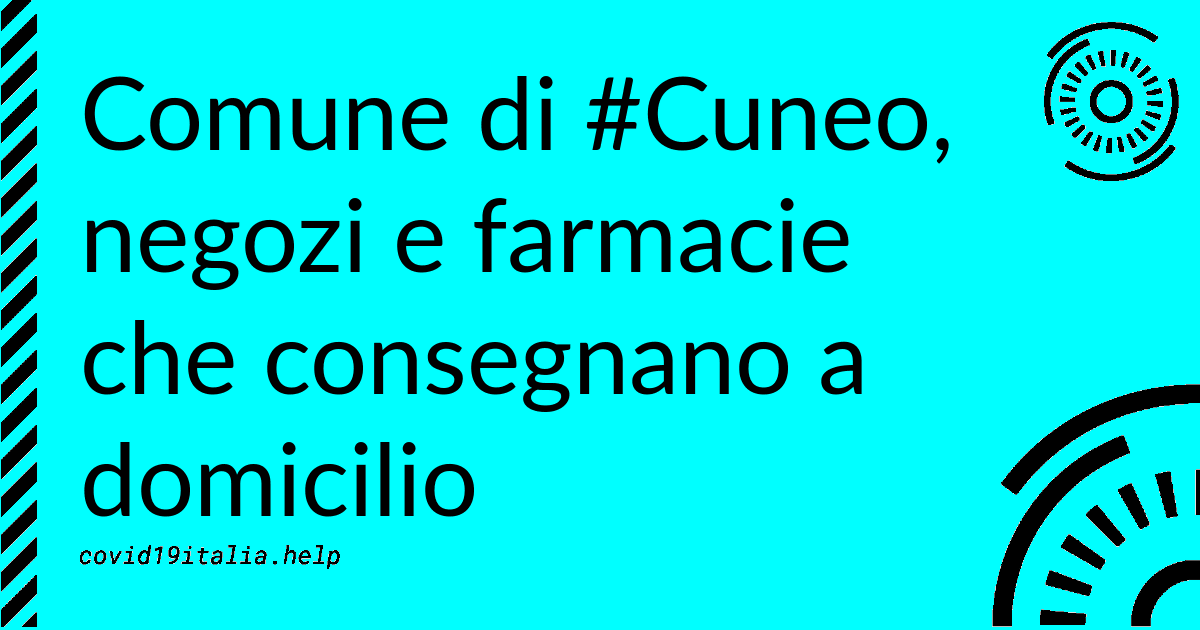 Comune di #Cuneo,
negozi e farmacie
che consegnano a
domicilio
covid19italia.help